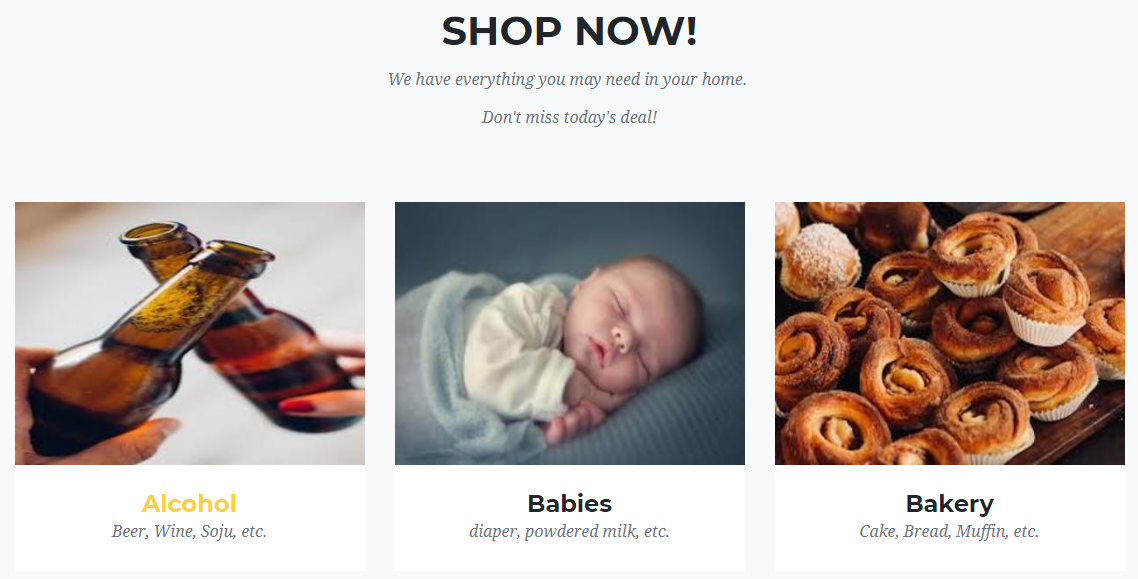 SHOP NOW!
We have everything you may need in your home.
Don't miss today's deal!
Alcohol
Beer, Wine, Soju, etc.
Babies
diaper, powdered milk, etc.
Bakery
Cake, Bread, Muffin, etc.